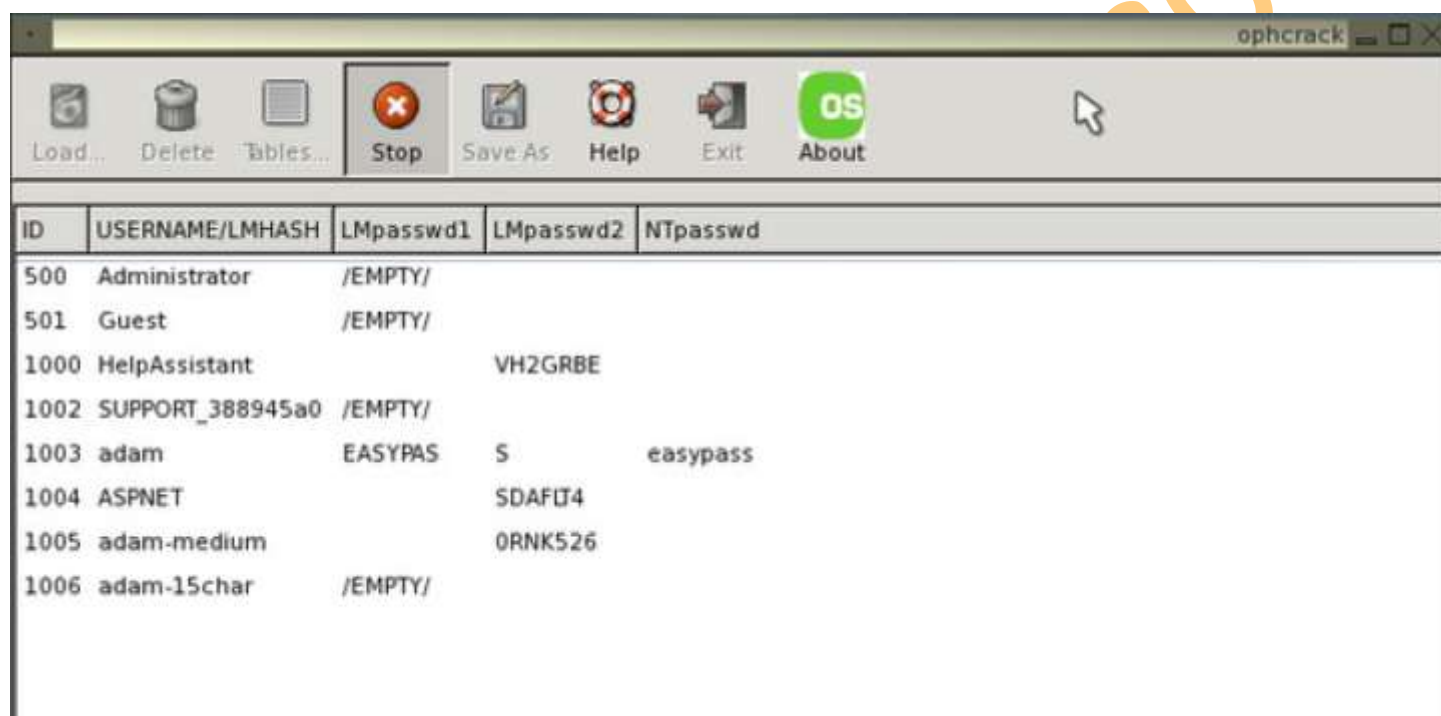 ophcrack
Load... Delete Tables... Stop Save As Help Exit About
OS
ID USERNAME/LMHASH LMpasswd1 LMpasswd2 NTpasswd
500 Administrator /EMPTY/
501 Guest /EMPTY/
1000 HelpAssistant VH2GRBE
1002 SUPPORT_388945a0 /EMPTY/
1003 adam EASYPAS S easypass
1004 ASPNET SDAFLT4
1005 adam-medium 0RNK526
1006 adam-15char /EMPTY/